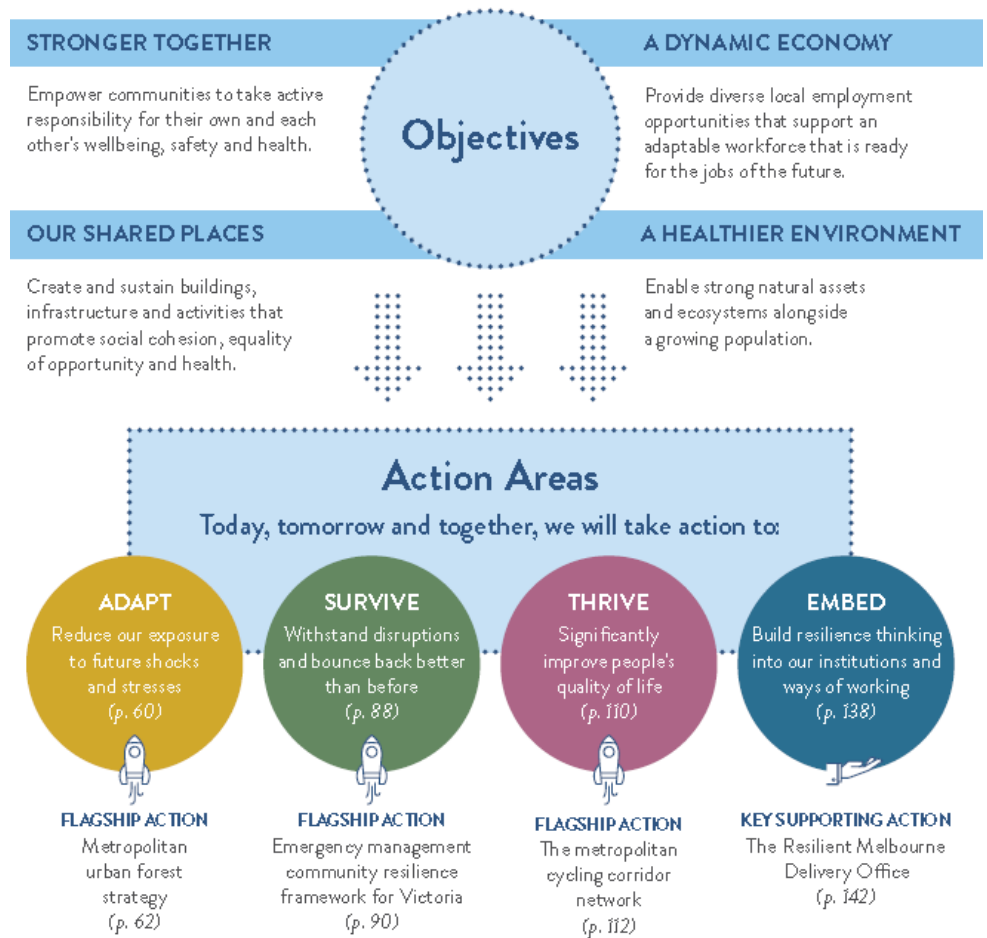 STRONGER TOGETHER
Empower communities to take active
responsibility for their own and each
other's wellbeing, safety and health.
Objectives
A DYNAMIC ECONOMY
Provide diverse local employment
opportunities that support an
adaptable workforce that is ready
for the jobs of the future.
OUR SHARED PLACES
Create and sustain buildings,
infrastructure and activities that
promote social cohesion, equality
of opportunity and health.
A HEALTHIER ENVIRONMENT
Enable strong natural assets
and ecosystems alongside
a growing population.
Action Areas
Today, tomorrow and together, we will take action to:
ADAPT
Reduce our exposure
to future shocks
and stresses
(p. 60)
FLAGSHIP ACTION
Metropolitan
urban forest
strategy
(p. 62)
SURVIVE
Withstand disruptions
and bounce back better
than before
(p. 88)
FLAGSHIP ACTION
Emergency management
community resilience
framework for Victoria
(p. 90)
THRIVE
Significantly
improve people's
quality of life
(p. 110)
FLAGSHIP ACTION
The metropolitan
cycling corridor
network
(p. 112)
EMBED
Build resilience thinking
into our institutions and
ways of working
(p. 138)
KEY SUPPORTING ACTION
The Resilient Melbourne
Delivery Office
(p. 142)